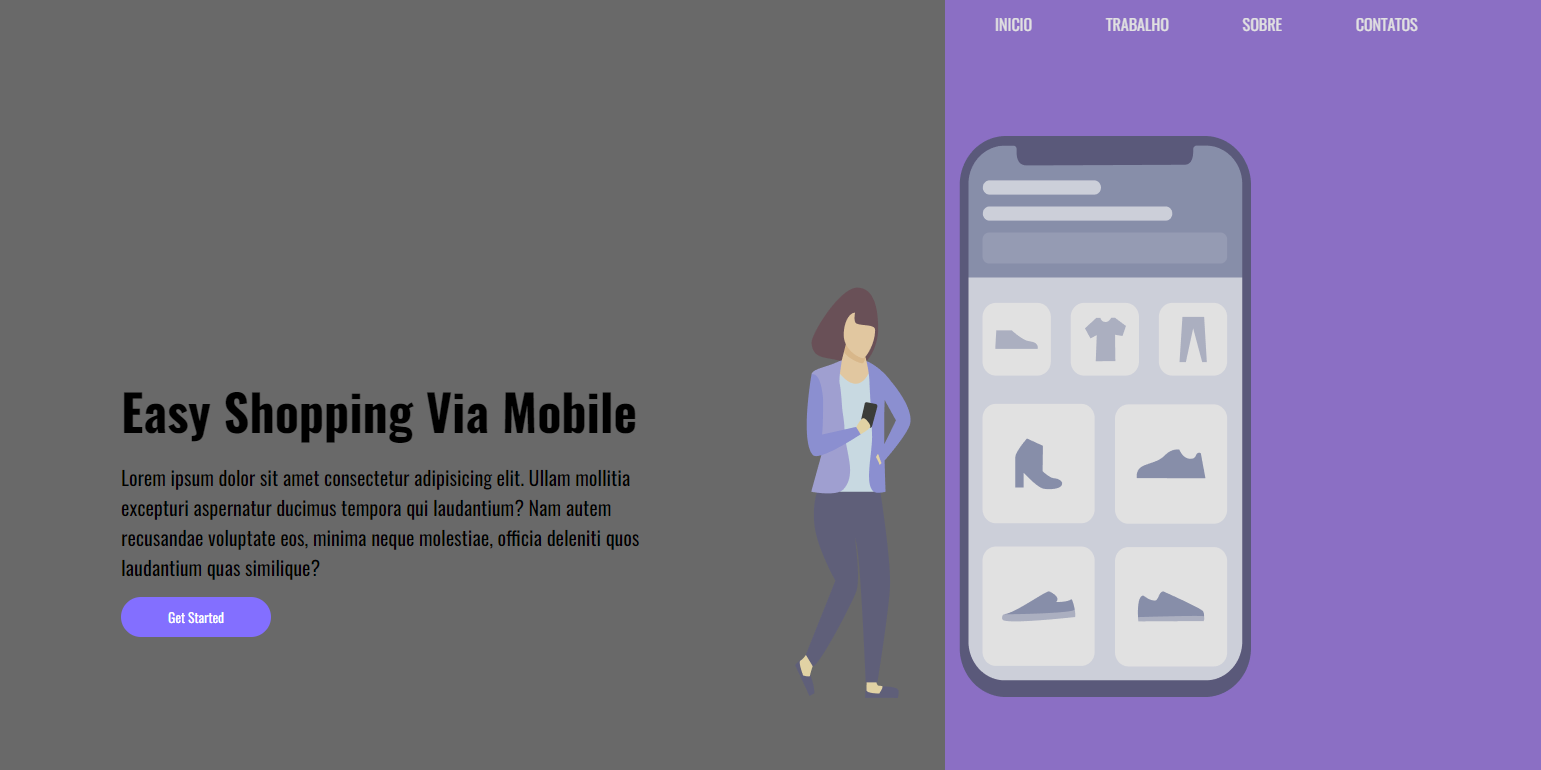 INICIO TRABALHO SOBRE CONTATOS
Easy Shopping Via Mobile
Lorem ipsum dolor sit amet consectetur adipisicing elit. Ullam mollitia
excepturi aspernatur ducimus tempora qui laudantium? Nam autem
recusandae voluptate eos, minima neque molestiae, officia deleniti quos
laudantium quas similique?
Get Started